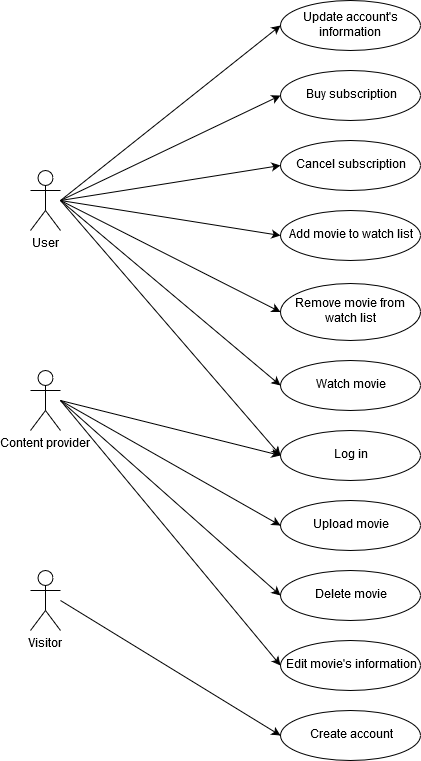 Update account's
information
Buy subscription
Cancel subscription
User
Add movie to watch list
Remove movie from
watch list
Watch movie
Content provider
Log in
Upload movie
Delete movie
Visitor
Edit movie's information
Create account